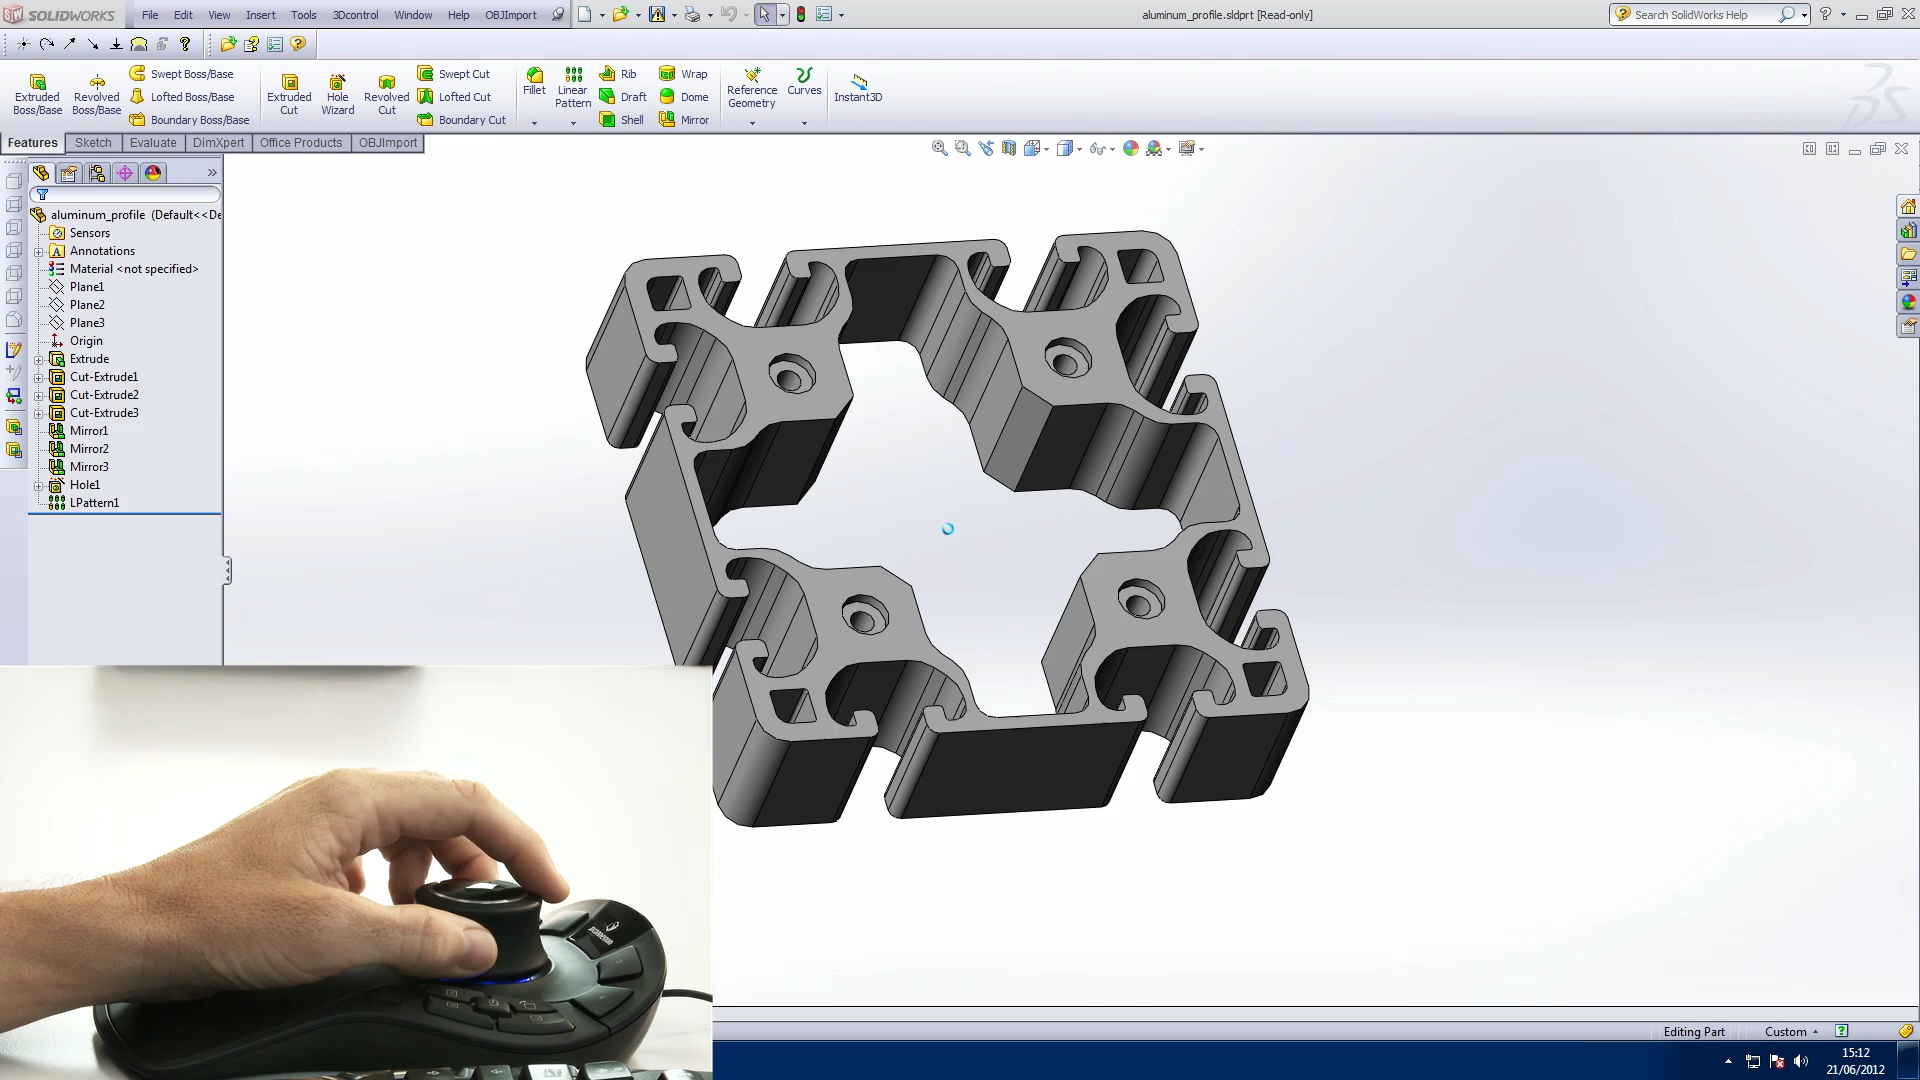 SOLIDWORKS File Edit View Insert Tools 3Dcontrol Window Help OBJImport aluminum_profile.sldprt [Read-only] Search SolidWorks Help
Extruded Boss/Base
Revolved Boss/Base
Swept Boss/Base
Lofted Boss/Base
Boundary Boss/Base
Extruded Cut
Hole Wizard
Revolved Cut
Swept Cut
Lofted Cut
Boundary Cut
Fillet
Linear Pattern
Rib
Draft
Shell
Wrap
Dome
Mirror
Reference Geometry
Curves
Instant3D
Features Sketch Evaluate DimXpert Office Products OBJImport
aluminum_profile (Default<<De
Sensors
Annotations
Material <not specified>
Plane1
Plane2
Plane3
Origin
Extrude
Cut-Extrude1
Cut-Extrude2
Cut-Extrude3
Mirror1
Mirror2
Mirror3
Hole1
LPattern1
Editing Part Custom
15:12
21/06/2012